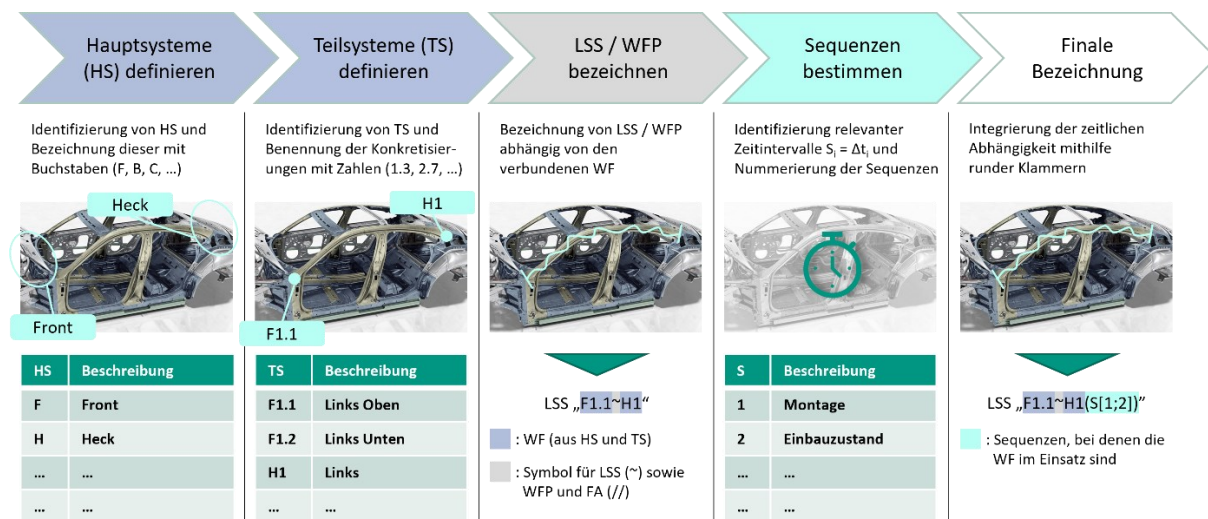 Hauptsysteme
(HS) definieren
Teilsysteme (TS)
definieren
LSS / WFP
bezeichnen
Sequenzen
bestimmen
Finale
Bezeichnung
Identifizierung von HS und
Bezeichnung dieser mit
Buchstaben (F, B, C, …)
Heck
Front
HS Beschreibung
F Front
H Heck
… …
… …
Identifizierung von TS und
Benennung der Konkretisier-
rungen mit Zahlen (1.3, 2.7, …)
H1
F1.1
TS Beschreibung
F1.1 Links Oben
F1.2 Links Unten
H1 Links
… …
Bezeichnung von LSS / WFP
abhängig von den
verbundenen WF
LSS „F1.1~H1“
: WF (aus HS und TS)
: Symbol für LSS (~) sowie
WFP und FA (//)
Identifizierung relevanter
Zeitintervalle Sᵢ = Δtᵢ und
Nummerierung der Sequenzen
S Beschreibung
1 Montage
2 Einbauzustand
… …
… …
Integrierung der zeitlichen
Abhängigkeit mithilfe
runder Klammern
LSS „F1.1~H1(S[1;2])”
: Sequenzen, bei denen die
WF im Einsatz sind